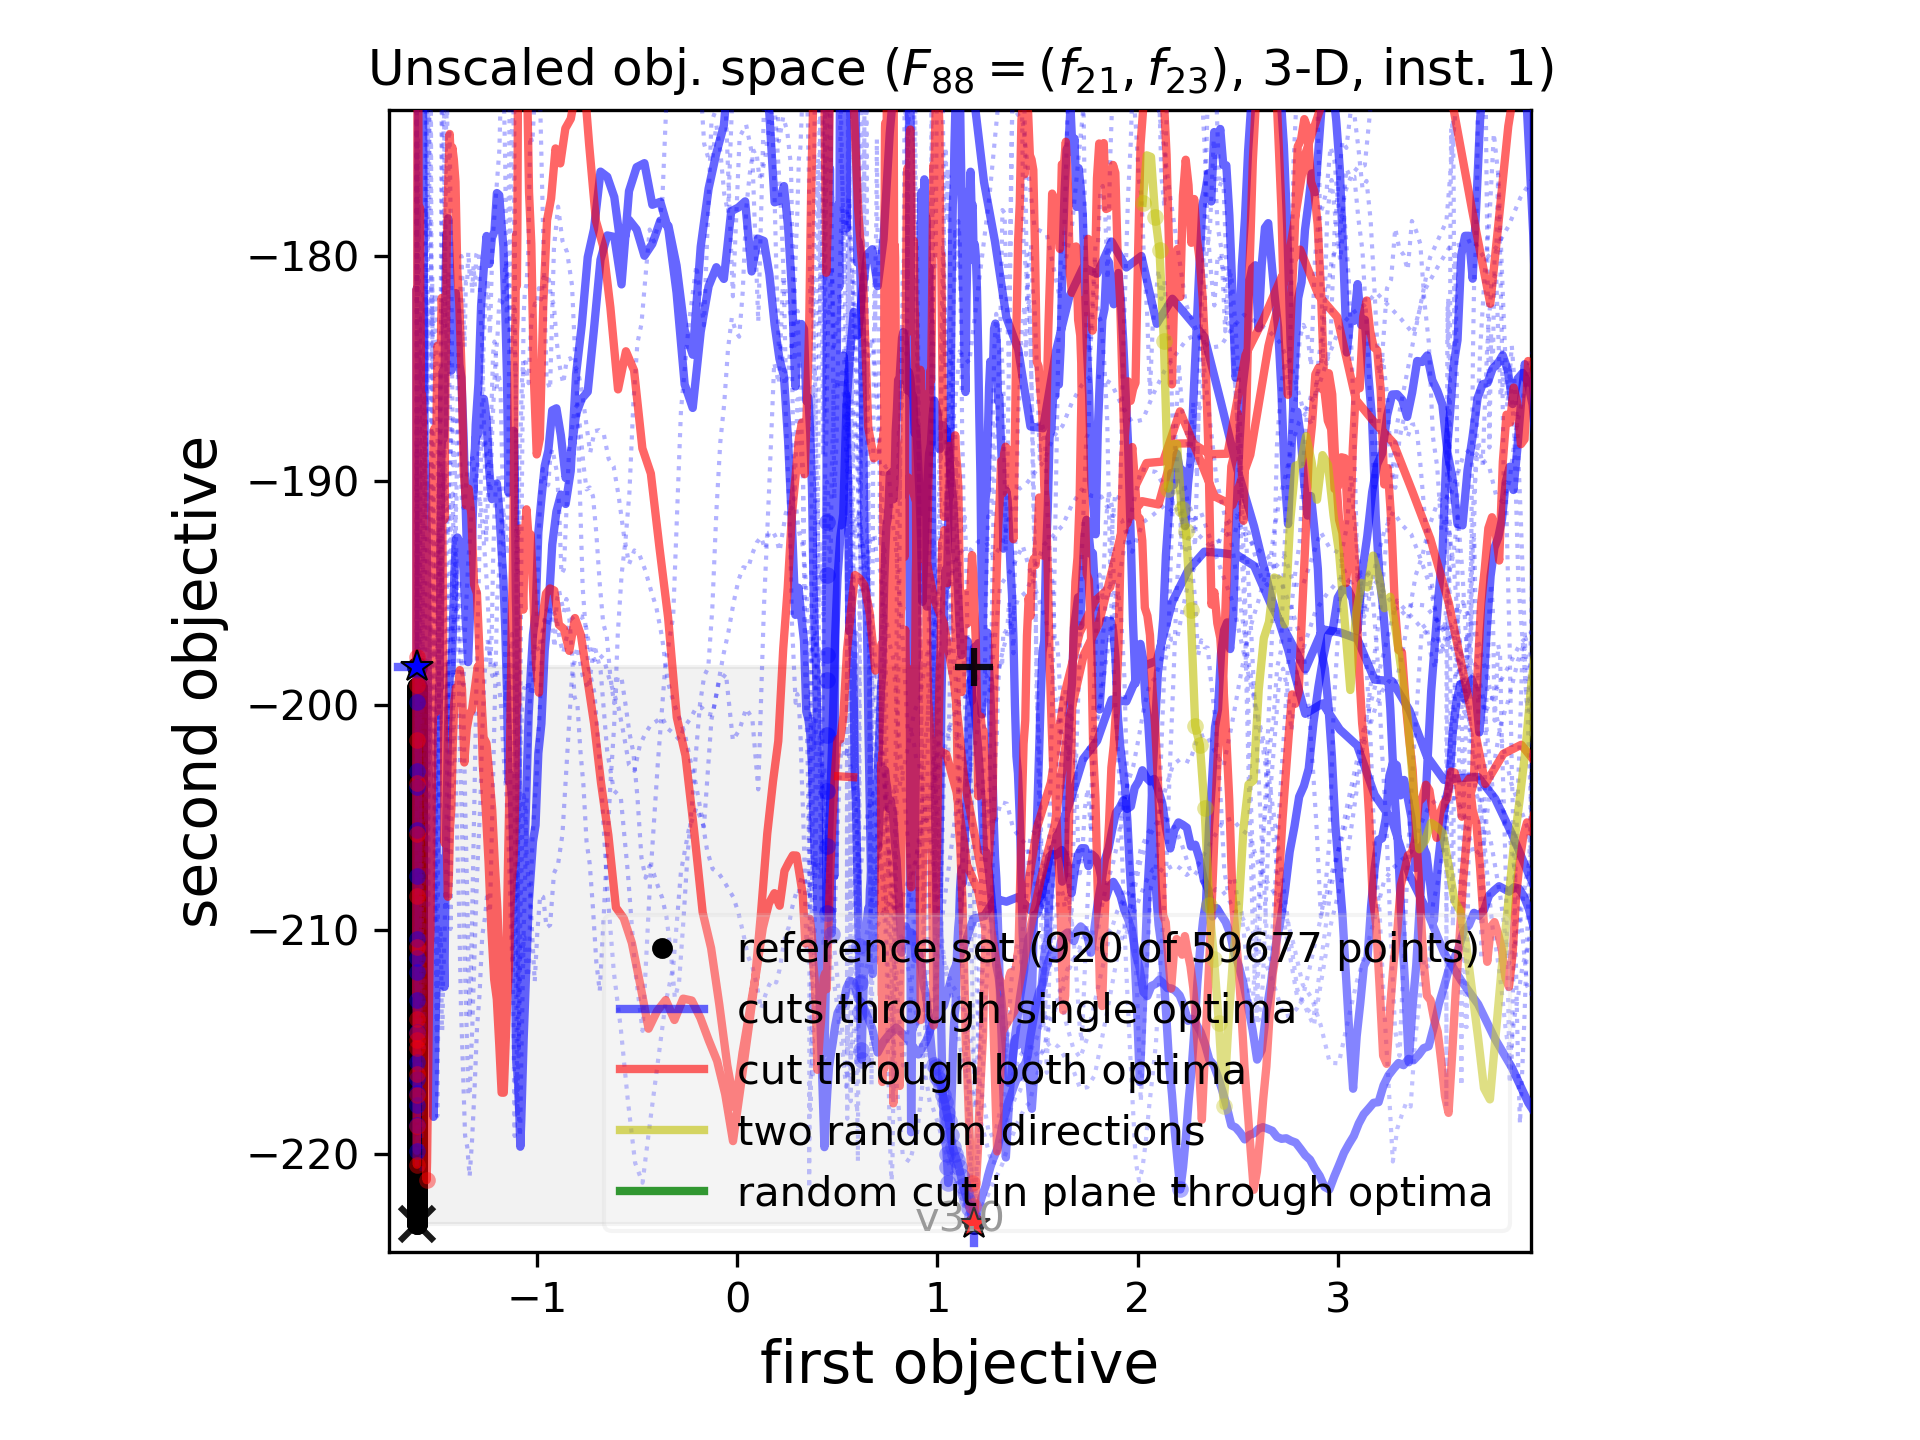 Unscaled obj. space (F₈₈ = (f₂₁, f₂₃), 3-D, inst. 1)
−180
−190
−200
−210
−220
second objective
reference set (920 of 59677 points)
cuts through single optima
cut through both optima
two random directions
random cut in plane through optima
v3.0
−1 0 1 2 3
first objective